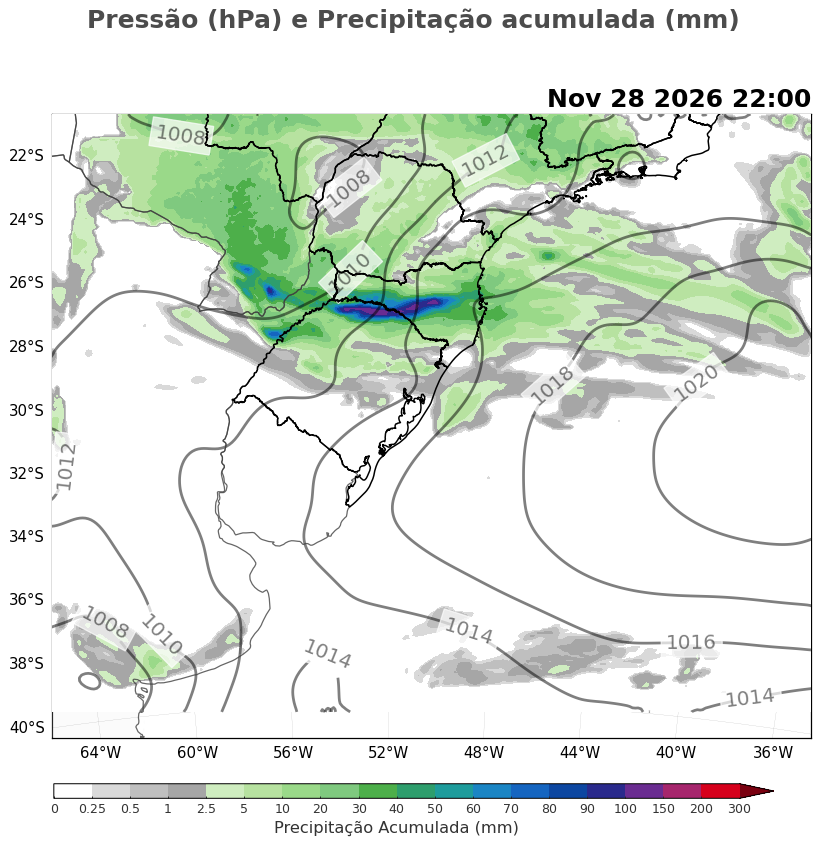 Pressão (hPa) e Precipitação acumulada (mm)
Nov 28 2026 22:00
1008
1012
1008
1010
1018
1020
1012
1008
1010
1014
1014
1016
1014
22°S
24°S
26°S
28°S
30°S
32°S
34°S
36°S
38°S
40°S
64°W 60°W 56°W 52°W 48°W 44°W 40°W 36°W
0 0.25 0.5 1 2.5 5 10 20 30 40 50 60 70 80 90 100 150 200 300
Precipitação Acumulada (mm)